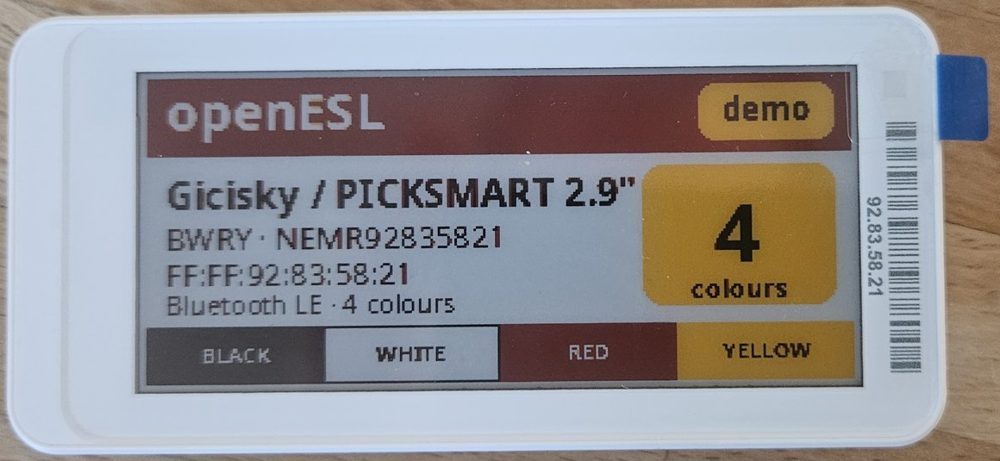 openESL
demo
Gicisky / PICKSMART 2.9"
BWRY · NEMR92835821
FF:FF:92:83:58:21
Bluetooth LE · 4 colours
4
colours
BLACK
WHITE
RED
YELLOW
92.83.58.21